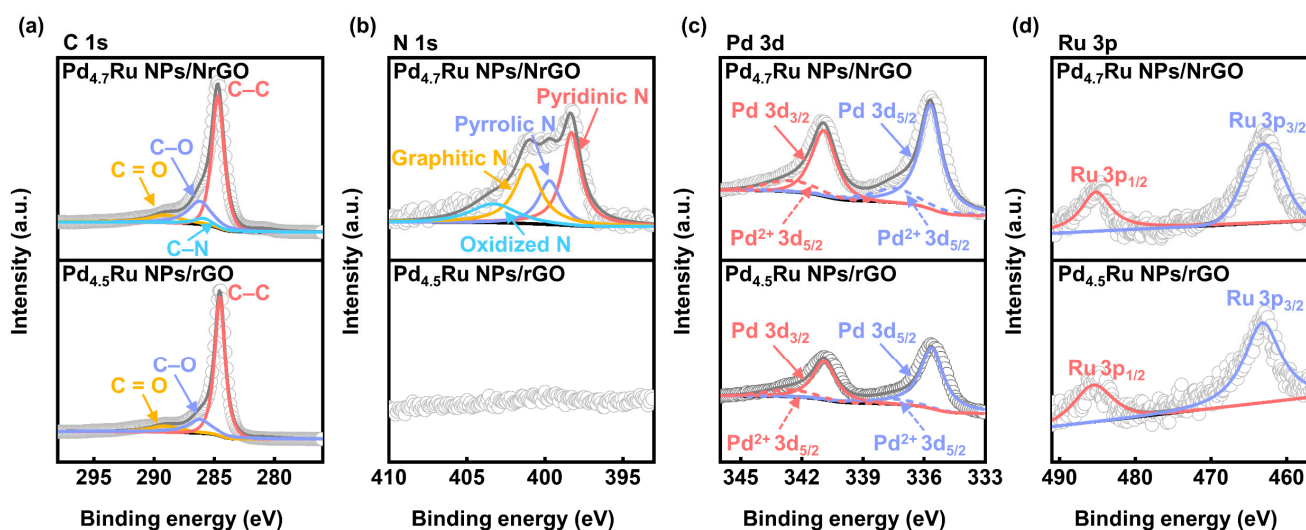 (a)
C 1s
Intensity (a.u.)
Pd4.7Ru NPs/NrGO
C–C
C–O
C = O
C–N
Pd4.5Ru NPs/rGO
C–C
C–O
C = O
295 290 285 280
Binding energy (eV)
(b)
N 1s
Intensity (a.u.)
Pd4.7Ru NPs/NrGO
Pyridinic N
Pyrrolic N
Graphitic N
Oxidized N
Pd4.5Ru NPs/rGO
410 405 400 395
Binding energy (eV)
(c)
Pd 3d
Intensity (a.u.)
Pd4.7Ru NPs/NrGO
Pd 3d3/2 Pd 3d5/2
Pd2+ 3d5/2 Pd2+ 3d5/2
Pd4.5Ru NPs/rGO
Pd 3d3/2 Pd 3d5/2
Pd2+ 3d5/2 Pd2+ 3d5/2
345 341 336 333
Binding energy (eV)
(d)
Ru 3p
Intensity (a.u.)
Pd4.7Ru NPs/NrGO
Ru 3p3/2
Ru 3p1/2
Pd4.5Ru NPs/rGO
Ru 3p3/2
Ru 3p1/2
490 480 470 460
Binding energy (eV)